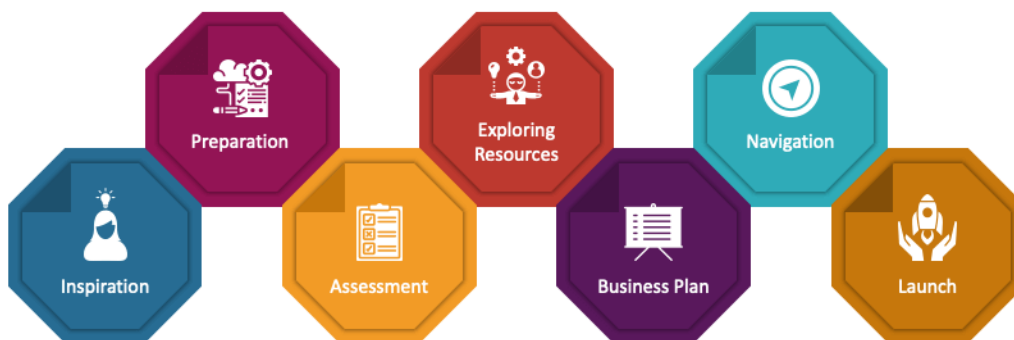 Inspiration
Preparation
Assessment
Exploring
Resources
Business Plan
Navigation
Launch